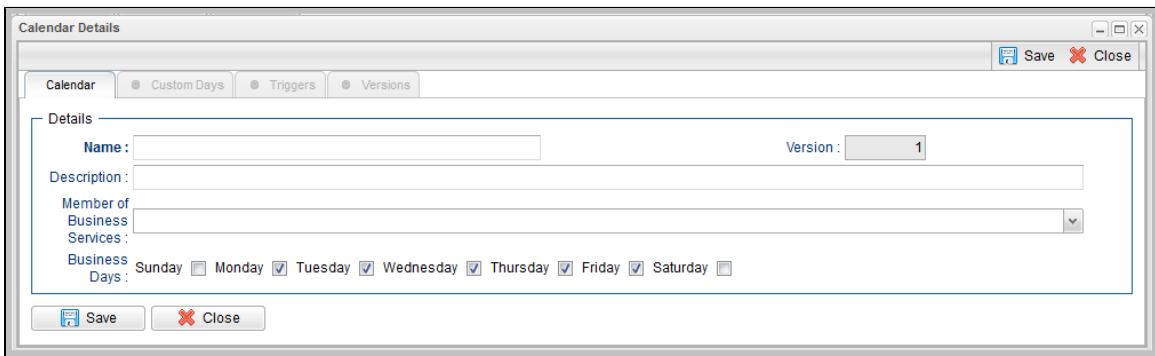 Calendar Details
Save Close
Calendar Custom Days Triggers Versions
Details
Name : Version : 1
Description :
Member of
Business
Services :
Business
Days :
Sunday Monday Tuesday Wednesday Thursday Friday Saturday
Save Close